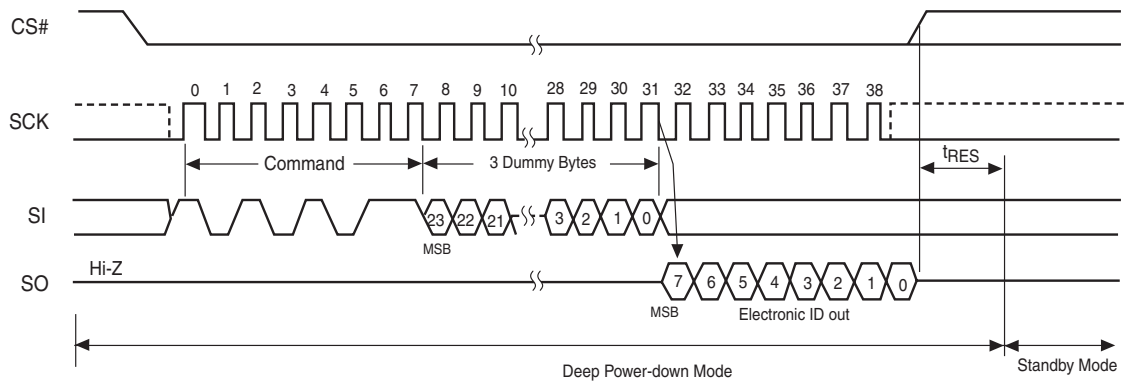 CS#
0 1 2 3 4 5 6 7 8 9 10 28 29 30 31 32 33 34 35 36 37 38
SCK
Command
3 Dummy Bytes
tRES
SI
23 22 21 3 2 1 0
MSB
Hi-Z
SO
7 6 5 4 3 2 1 0
MSB
Electronic ID out
Deep Power-down Mode
Standby Mode